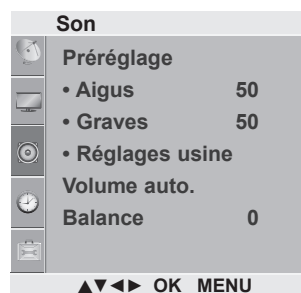 Son
Préréglage
• Aigus 50
• Graves 50
• Réglages usine
Volume auto.
Balance 0
▲▼◄► OK MENU